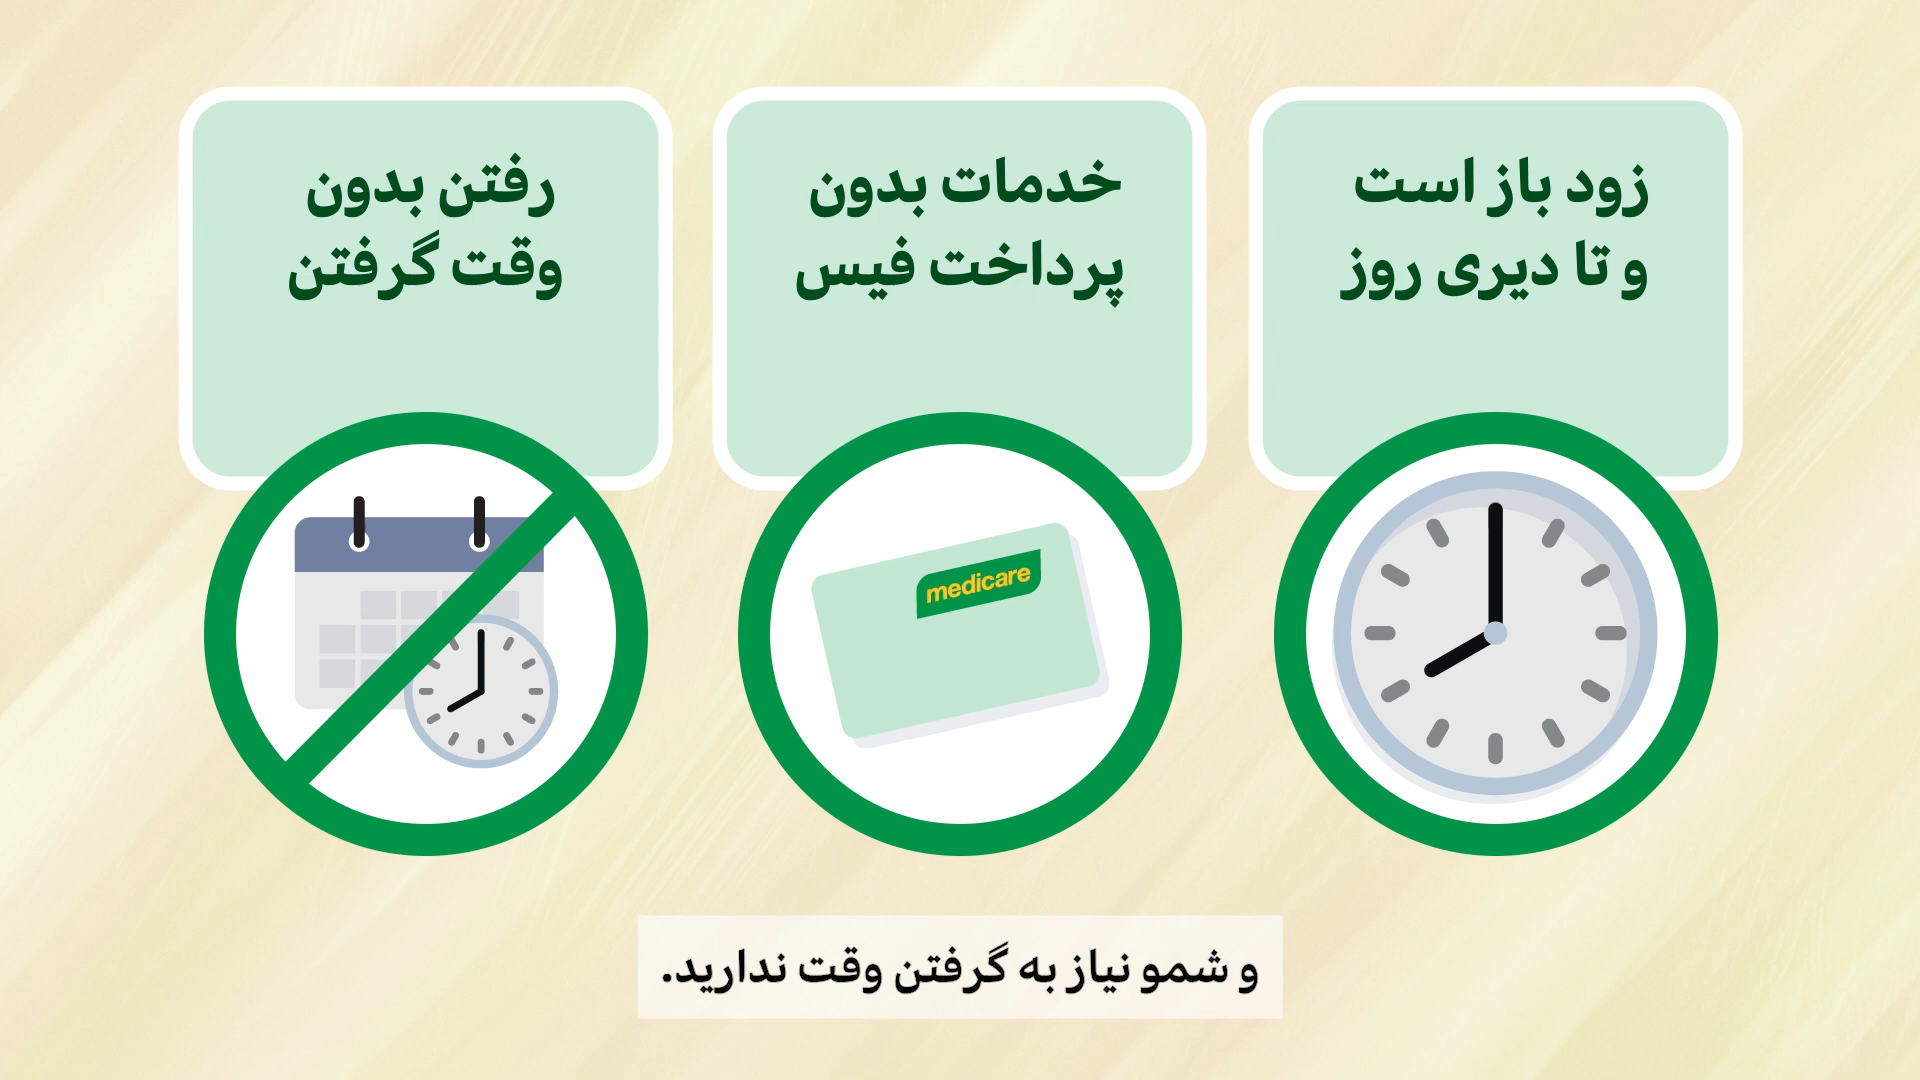 زود باز است
و تا دیری روز
خدمات بدون
پرداخت فیس
رفتن بدون
وقت گرفتن
medicare
و شمو نیاز به گرفتن وقت ندارید.